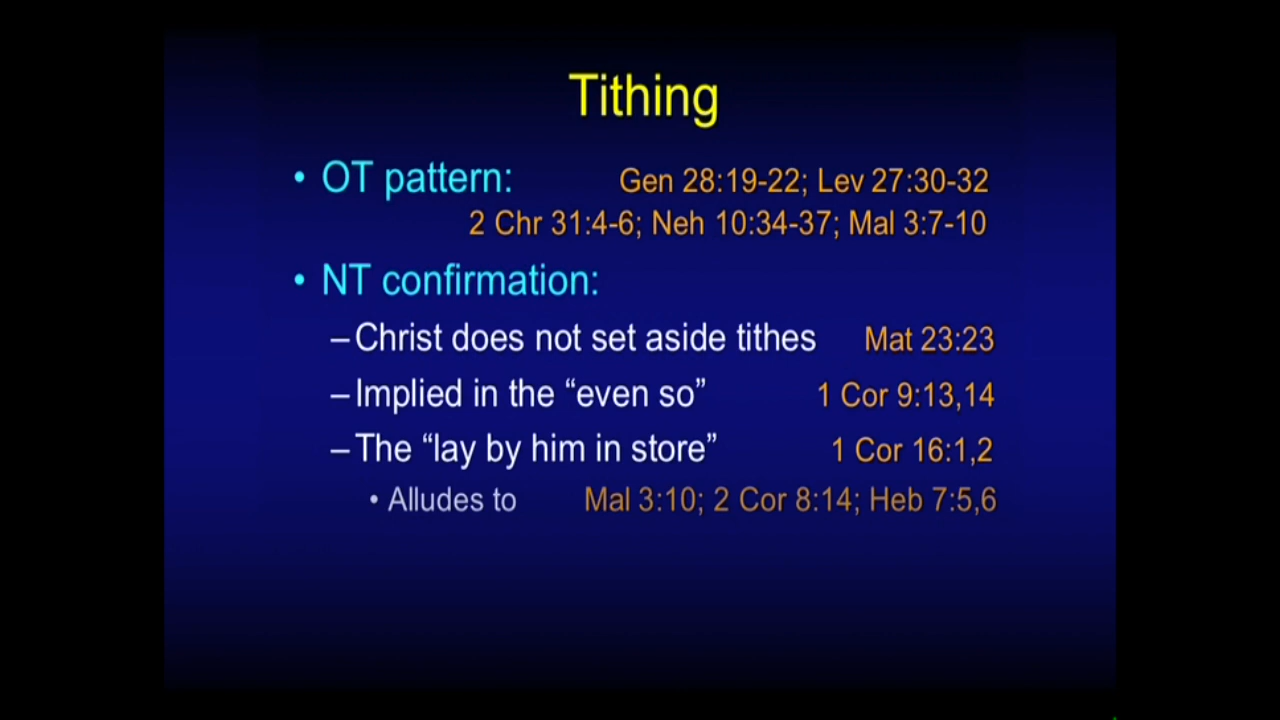 Tithing
• OT pattern: Gen 28:19-22; Lev 27:30-32
2 Chr 31:4-6; Neh 10:34-37; Mal 3:7-10
• NT confirmation:
–Christ does not set aside tithes Mat 23:23
–Implied in the “even so” 1 Cor 9:13,14
–The “lay by him in store” 1 Cor 16:1,2
• Alludes to Mal 3:10; 2 Cor 8:14; Heb 7:5,6